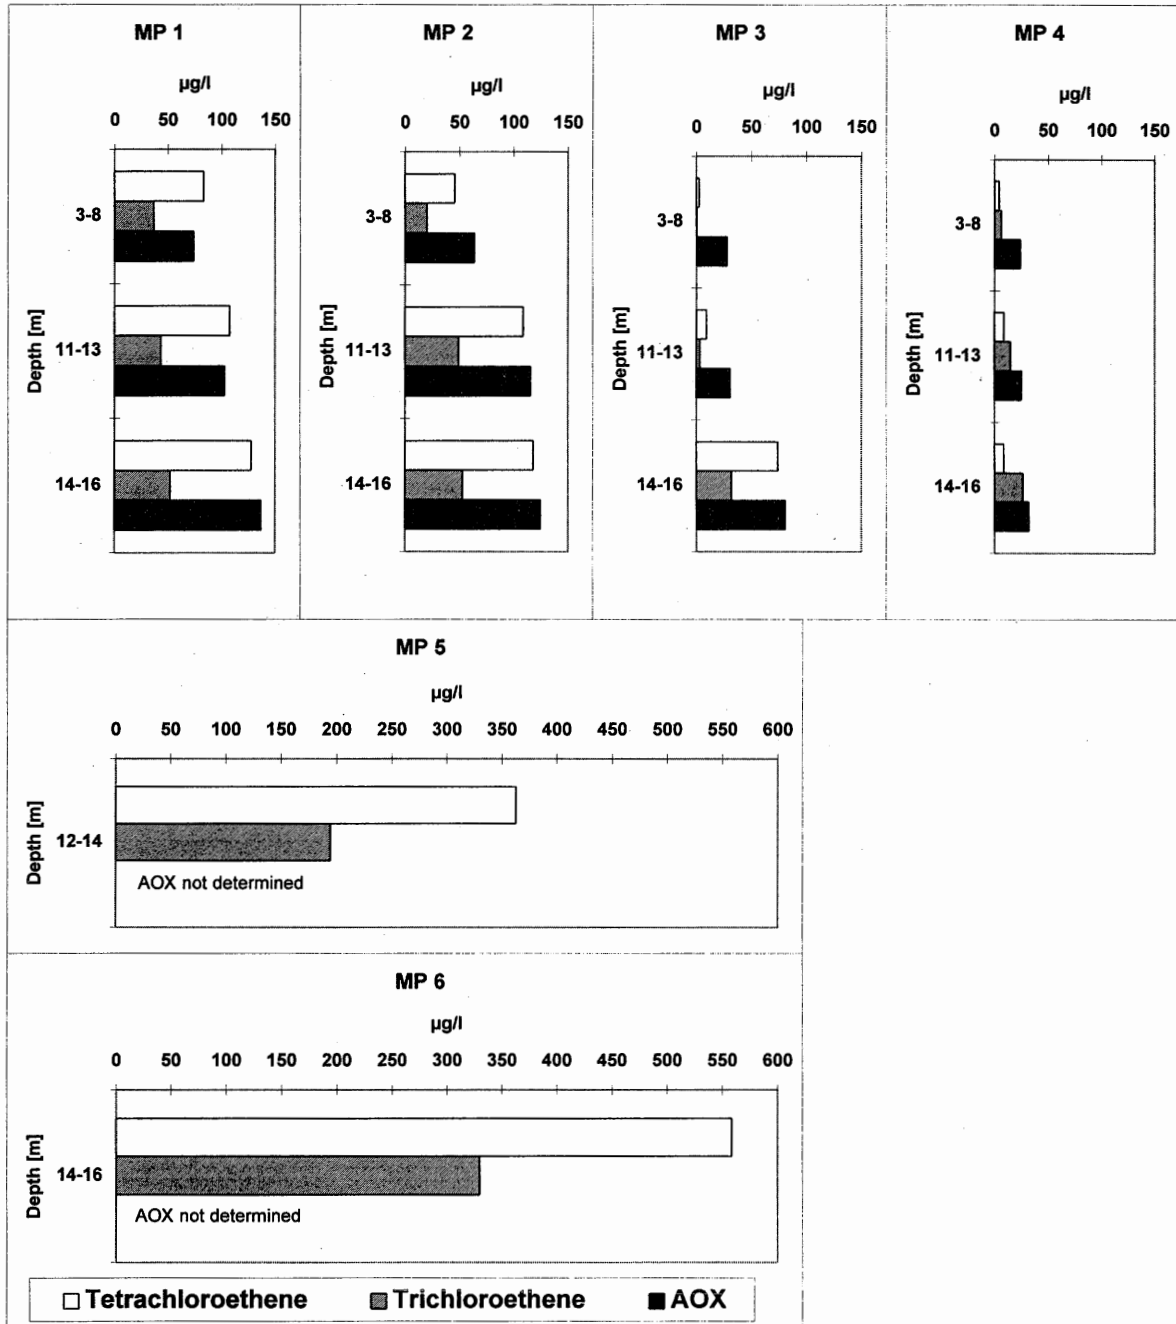 MP 1
µg/l
0 50 100 150
Depth [m]
3-8
11-13
14-16
MP 2
µg/l
0 50 100 150
Depth [m]
3-8
11-13
14-16
MP 3
µg/l
0 50 100 150
Depth [m]
3-8
11-13
14-16
MP 4
µg/l
0 50 100 150
Depth [m]
3-8
11-13
14-16
MP 5
µg/l
0 50 100 150 200 250 300 350 400 450 500 550 600
Depth [m]
12-14
AOX not determined
MP 6
µg/l
0 50 100 150 200 250 300 350 400 450 500 550 600
Depth [m]
14-16
AOX not determined
Tetrachloroethene Trichloroethene AOX